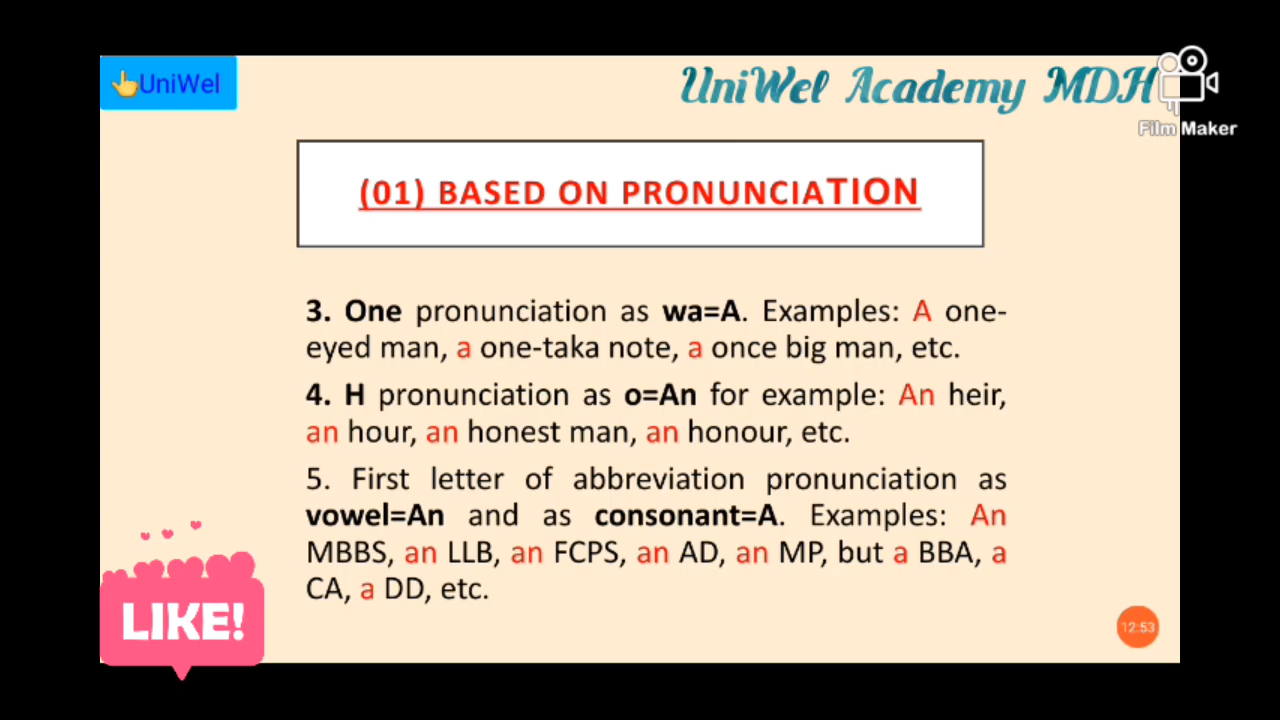 👆UniWel
UniWel Academy MDH
Film Maker
(01) BASED ON PRONUNCIATION
3. One pronunciation as wa=A. Examples: A one-
eyed man, a one-taka note, a once big man, etc.
4. H pronunciation as o=An for example: An heir,
an hour, an honest man, an honour, etc.
5. First letter of abbreviation pronunciation as
vowel=An and as consonant=A. Examples: An
MBBS, an LLB, an FCPS, an AD, an MP, but a BBA, a
CA, a DD, etc.
LIKE!
12:53